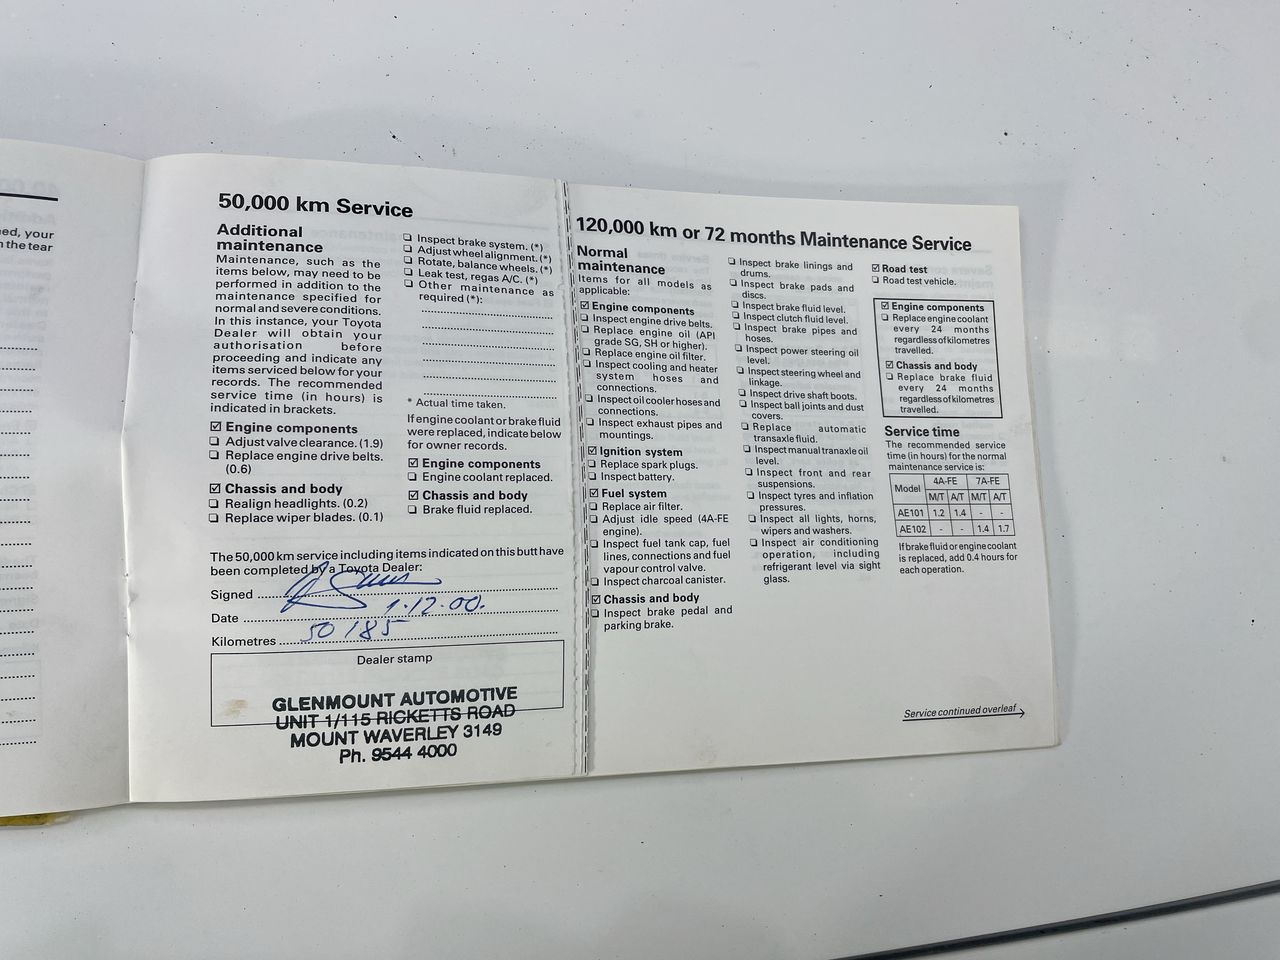 ed, your
n the tear
50,000 km Service
Additional
maintenance
Maintenance, such as the
items below, may need to be
performed in addition to the
maintenance specified for
normal and severe conditions.
In this instance, your Toyota
Dealer will obtain your
authorisation before
proceeding and indicate any
items serviced below for your
records. The recommended
service time (in hours) is
indicated in brackets.
☑ Engine components
❑ Adjust valve clearance. (1.9)
❑ Replace engine drive belts.
(0.6)
☑ Chassis and body
❑ Realign headlights. (0.2)
❑ Replace wiper blades. (0.1)
❑ Inspect brake system. (*)
❑ Adjust wheel alignment. (*)
❑ Rotate, balance wheels. (*)
❑ Leak test, regas A/C. (*)
❑ Other maintenance as
required (*):
* Actual time taken.
If engine coolant or brake fluid
were replaced, indicate below
for owner records.
☑ Engine components
❑ Engine coolant replaced.
☑ Chassis and body
❑ Brake fluid replaced.
The 50,000 km service including items indicated on this butt have
been completed by a Toyota Dealer:
Signed
Date 1.12.00.
Kilometres 50185
Dealer stamp
GLENMOUNT AUTOMOTIVE
UNIT 1/115 RICKETTS ROAD
MOUNT WAVERLEY 3149
Ph. 9544 4000
120,000 km or 72 months Maintenance Service
Normal
maintenance
Items for all models as
applicable:
☑ Engine components
❑ Inspect engine drive belts.
❑ Replace engine oil (API
grade SG, SH or higher).
❑ Replace engine oil filter.
❑ Inspect cooling and heater
system hoses and
connections.
❑ Inspect oil cooler hoses and
connections.
❑ Inspect exhaust pipes and
mountings.
☑ Ignition system
❑ Replace spark plugs.
❑ Inspect battery.
☑ Fuel system
❑ Replace air filter.
❑ Adjust idle speed (4A-FE
engine).
❑ Inspect fuel tank cap, fuel
lines, connections and fuel
vapour control valve.
❑ Inspect charcoal canister.
☑ Chassis and body
❑ Inspect brake pedal and
parking brake.
❑ Inspect brake linings and
drums.
❑ Inspect brake pads and
discs.
❑ Inspect brake fluid level.
❑ Inspect clutch fluid level.
❑ Inspect brake pipes and
hoses.
❑ Inspect power steering oil
level.
❑ Inspect steering wheel and
linkage.
❑ Inspect drive shaft boots.
❑ Inspect ball joints and dust
covers.
❑ Replace automatic
transaxle fluid.
❑ Inspect manual tranaxle oil
level.
❑ Inspect front and rear
suspensions.
❑ Inspect tyres and inflation
pressures.
❑ Inspect all lights, horns,
wipers and washers.
❑ Inspect air conditioning
operation, including
refrigerant level via sight
glass.
☑ Road test
❑ Road test vehicle.
☑ Engine components
❑ Replace engine coolant
every 24 months
regardless of kilometres
travelled.
☑ Chassis and body
❑ Replace brake fluid
every 24 months
regardless of kilometres
travelled.
Service time
The recommended service
time (in hours) for the normal
maintenance service is:
Model 4A-FE 7A-FE
M/T A/T M/T A/T
AE101 1.2 1.4 - -
AE102 - - 1.4 1.7
If brake fluid or engine coolant
is replaced, add 0.4 hours for
each operation.
Service continued overleaf